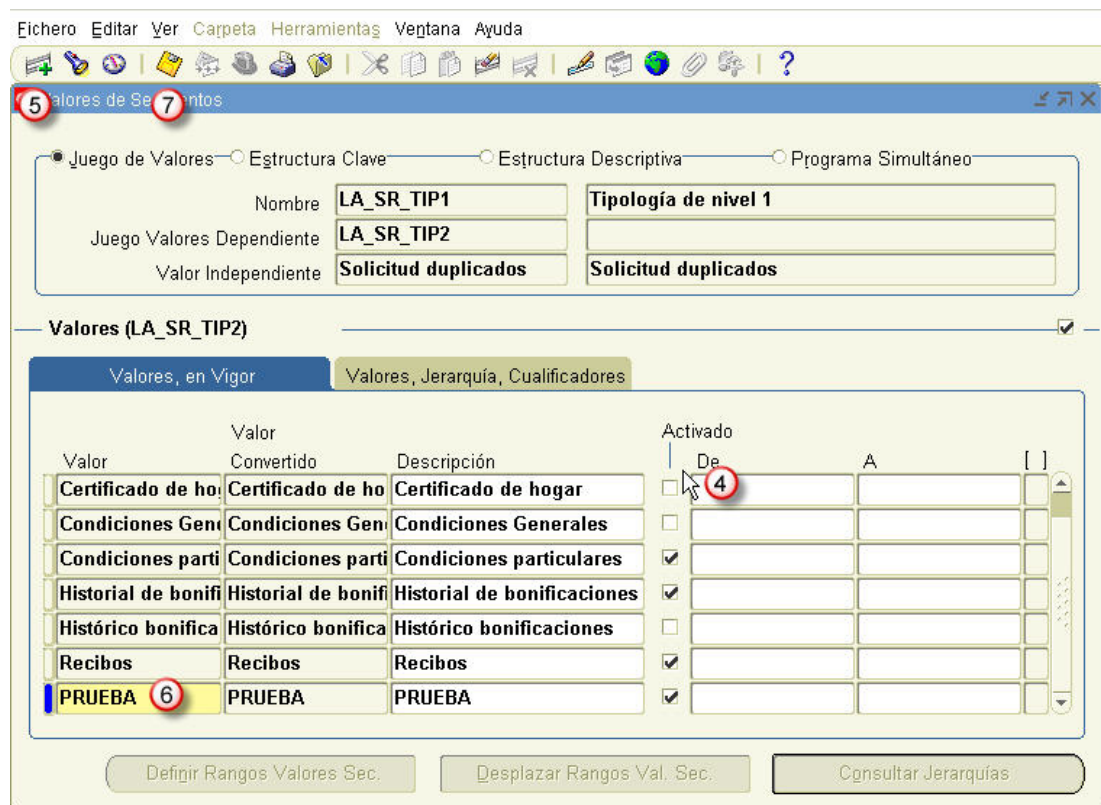 Fichero Editar Ver Carpeta Herramientas Ventana Ayuda
?
5 Valores de Se 7 ntos
Juego de Valores Estructura Clave Estructura Descriptiva Programa Simultáneo
Nombre LA_SR_TIP1 Tipología de nivel 1
Juego Valores Dependiente LA_SR_TIP2
Valor Independiente Solicitud duplicados Solicitud duplicados
Valores (LA_SR_TIP2)
Valores, en Vigor Valores, Jerarquía, Cualificadores
Valor Activado
Valor Convertido Descripción De A [ ]
4
Certificado de ho Certificado de ho Certificado de hogar
Condiciones Gen Condiciones Gen Condiciones Generales
Condiciones parti Condiciones parti Condiciones particulares
Historial de bonifi Historial de bonifi Historial de bonificaciones
Histórico bonifica Histórico bonifica Histórico bonificaciones
Recibos Recibos Recibos
PRUEBA 6 PRUEBA PRUEBA
Definir Rangos Valores Sec. Desplazar Rangos Val. Sec. Consultar Jerarquías